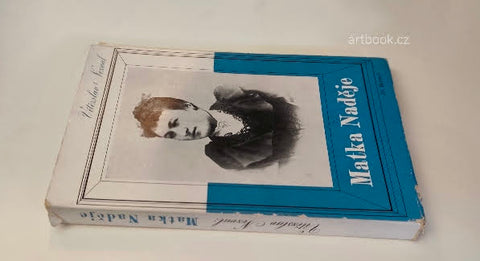 artbook.cz
Vítězslav Nezval
Matka Naděje
Vítězslav Nezval
Matka Naděje